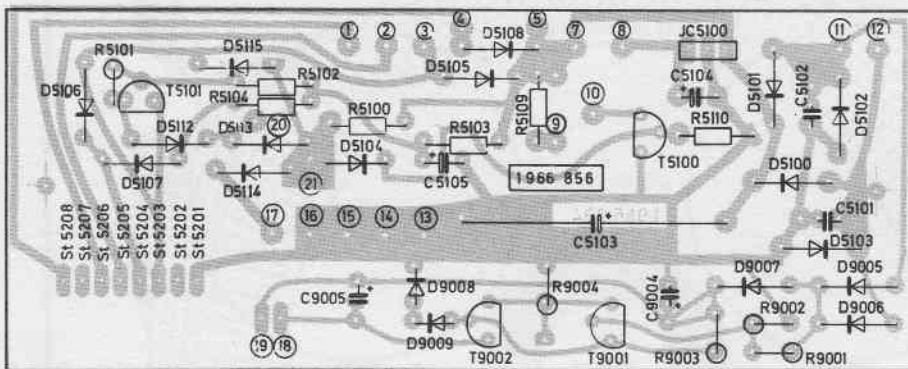 1 2 3 4 5 7 8 11 12
D5115 D5108 JC5100
R5101 R5102 D5105 C5104
D5106 T5101 R5104 R5109 D5101 C5102 D5102
10
20 R5100 R5103 R5110
D5112 D5113 D5104 9 T5100
D5107 D5114 C5105 1966 856 D5100
21
St 5208 St 5207 St 5206 St 5205 St 5204 St 5203 St 5202 St 5201
17 16 15 14 13 C5103 C5101
D5103
D9008 R9004 C9004 D9007 D9005
C9005 R9002 D9006
D9009
19 18 T9002 T9001 R9003 R9001